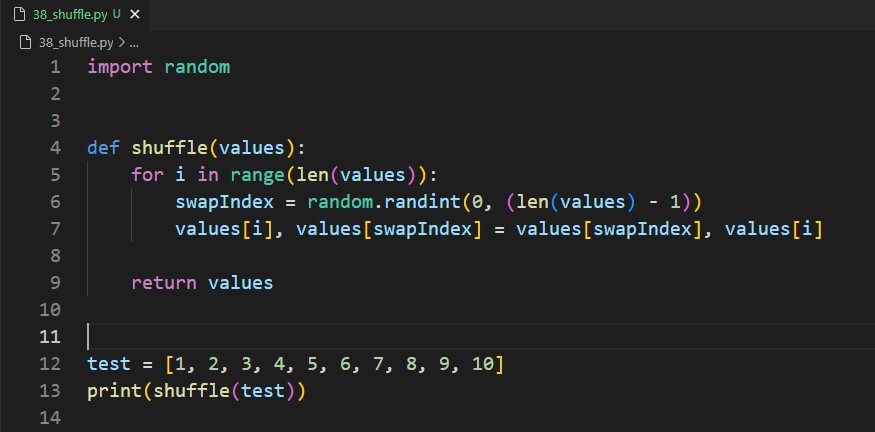 38_shuffle.py U ×
38_shuffle.py > ...
1 import random
2
3
4 def shuffle(values):
5     for i in range(len(values)):
6         swapIndex = random.randint(0, (len(values) - 1))
7         values[i], values[swapIndex] = values[swapIndex], values[i]
8
9     return values
10
11
12 test = [1, 2, 3, 4, 5, 6, 7, 8, 9, 10]
13 print(shuffle(test))
14